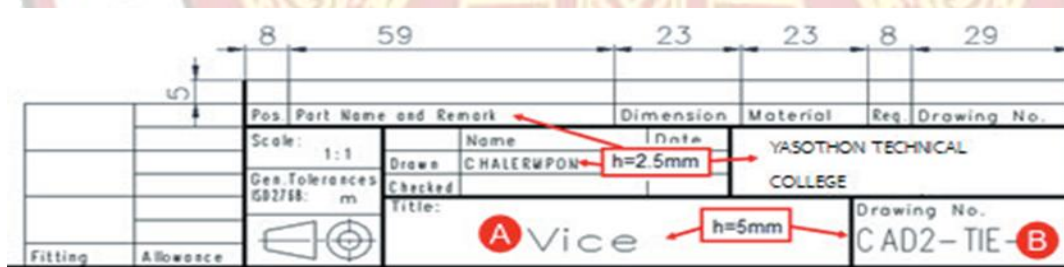 8 59 23 23 8 29
5
Pos. Part Name and Remark Dimension Material Req. Drawing No.
Scale: 1:1
Name Date
Drawn CHALERMPON
h=2.5mm
YASOTHON TECHNICAL
COLLEGE
Gen.Tolerances
ISO2768: m
Checked
Title:
A Vice
h=5mm
Drawing No.
CAD2-TIE-B
Fitting Allowance